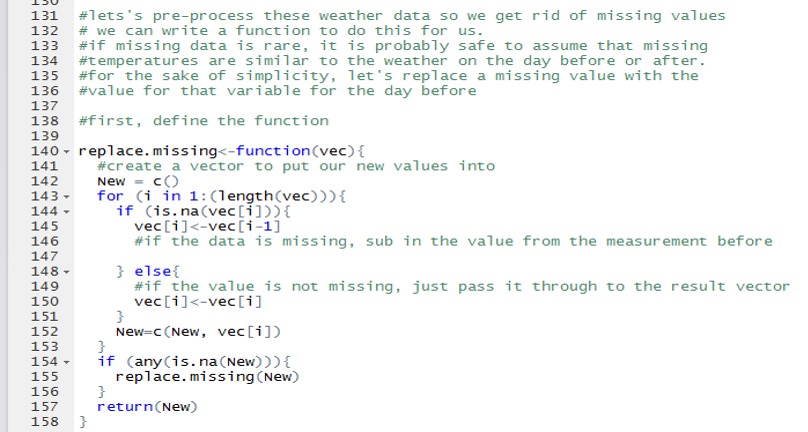 130
131 #lets's pre-process these weather data so we get rid of missing values
132 # we can write a function to do this for us.
133 #if missing data is rare, it is probably safe to assume that missing
134 #temperatures are similar to the weather on the day before or after.
135 #for the sake of simplicity, let's replace a missing value with the
136 #value for that variable for the day before
137
138 #first, define the function
139
140 replace.missing<-function(vec){
141   #create a vector to put our new values into
142   New = c()
143   for (i in 1:(length(vec))){
144     if (is.na(vec[i])){
145       vec[i]<-vec[i-1]
146       #if the data is missing, sub in the value from the measurement before
147
148     } else{
149       #if the value is not missing, just pass it through to the result vector
150       vec[i]<-vec[i]
151     }
152     New=c(New, vec[i])
153   }
154   if (any(is.na(New))){
155     replace.missing(New)
156   }
157   return(New)
158 }